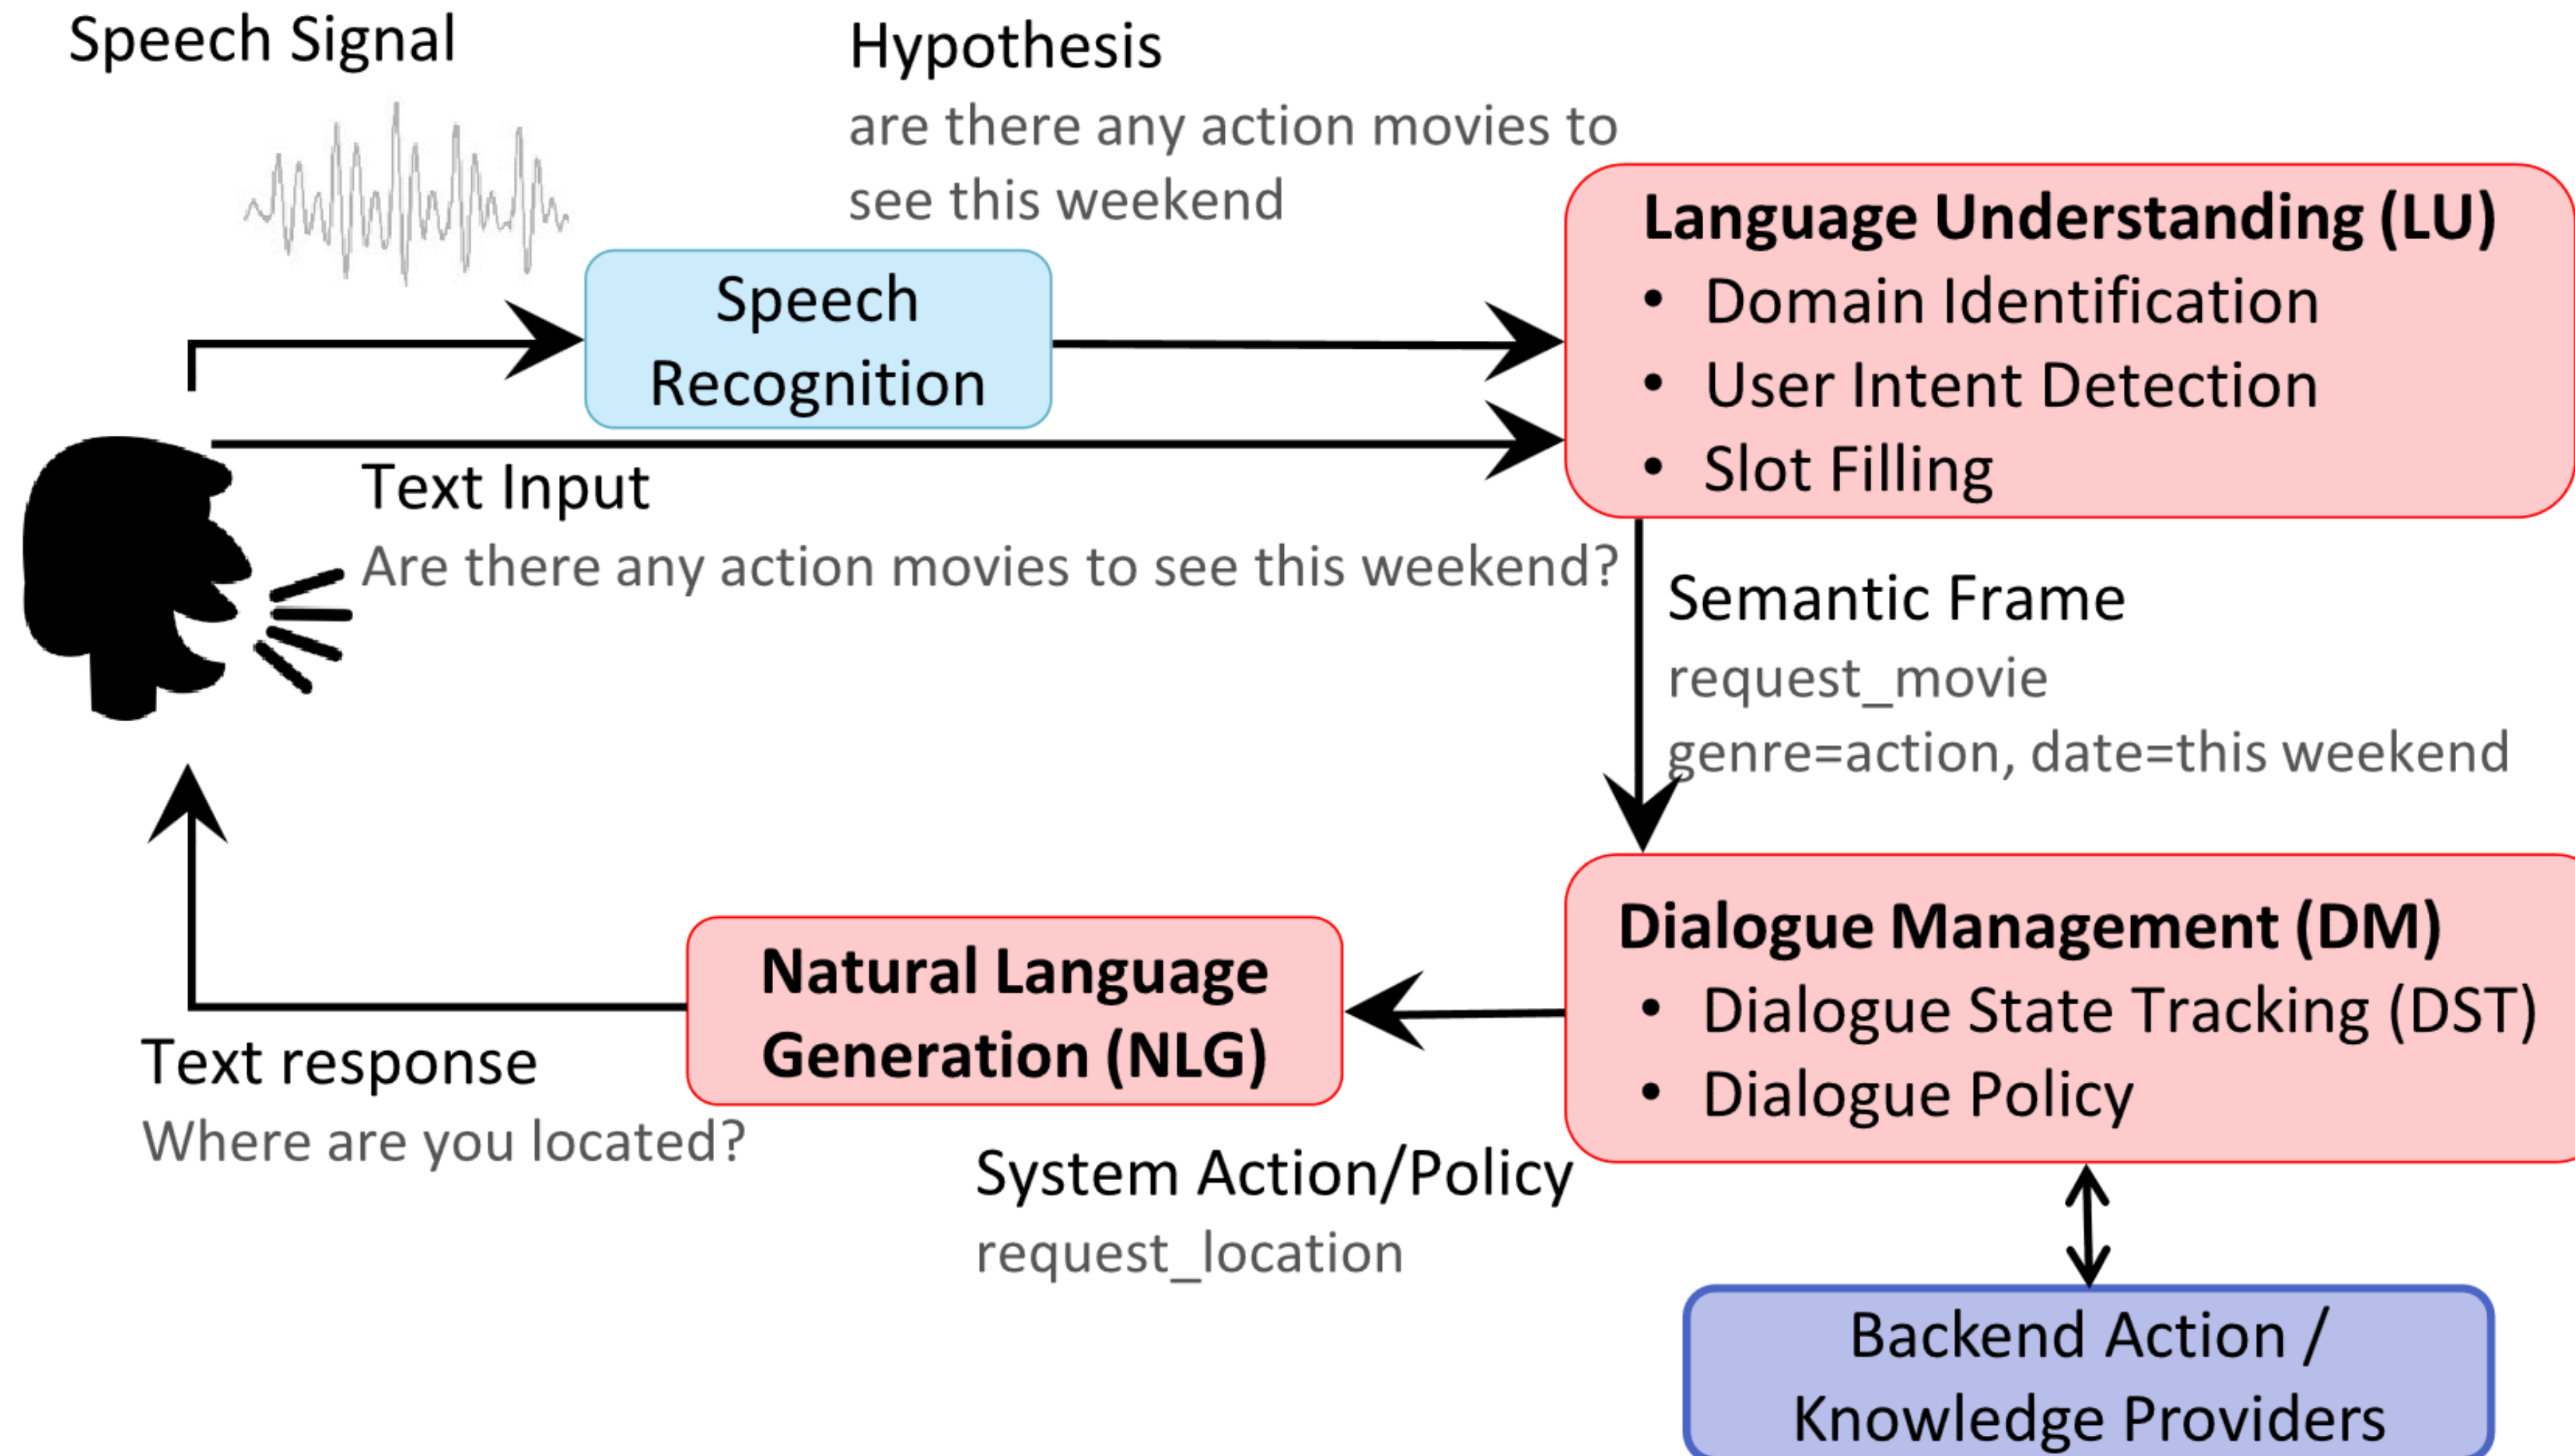 Speech Signal
Hypothesis
are there any action movies to
see this weekend
Speech
Recognition
Language Understanding (LU)
• Domain Identification
• User Intent Detection
• Slot Filling
Text Input
Are there any action movies to see this weekend?
Semantic Frame
request_movie
genre=action, date=this weekend
Dialogue Management (DM)
• Dialogue State Tracking (DST)
• Dialogue Policy
Natural Language
Generation (NLG)
Text response
Where are you located?
System Action/Policy
request_location
Backend Action /
Knowledge Providers